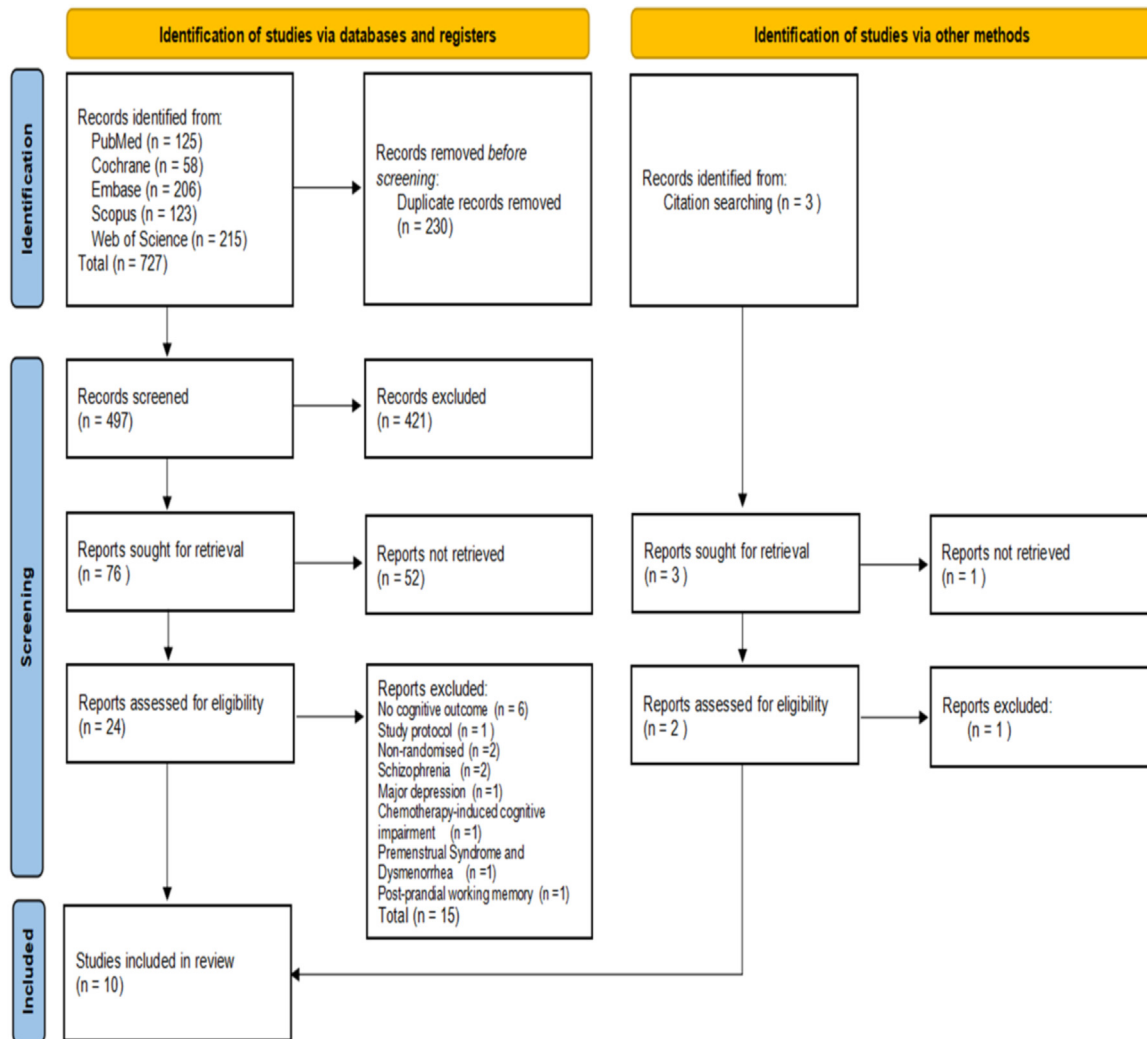 Identification of studies via databases and registers
Identification of studies via other methods
Identification
Records identified from:
PubMed (n = 125)
Cochrane (n = 58)
Embase (n = 206)
Scopus (n = 123)
Web of Science (n = 215)
Total (n = 727)
Records removed before
screening:
Duplicate records removed
(n = 230)
Records identified from:
Citation searching (n = 3 )
Screening
Records screened
(n = 497)
Records excluded
(n = 421)
Reports sought for retrieval
(n = 76 )
Reports not retrieved
(n = 52)
Reports sought for retrieval
(n = 3 )
Reports not retrieved
(n = 1 )
Reports assessed for eligibility
(n = 24)
Reports excluded:
No cognitive outcome (n = 6)
Study protocol (n = 1 )
Non-randomised (n =2)
Schizophrenia (n =2)
Major depression (n =1)
Chemotherapy-induced cognitive
impairment (n =1)
Premenstrual Syndrome and
Dysmenorrhea (n =1)
Post-prandial working memory (n =1)
Total (n = 15)
Reports assessed for eligibility
(n = 2 )
Reports excluded:
(n = 1 )
Included
Studies included in review
(n = 10)